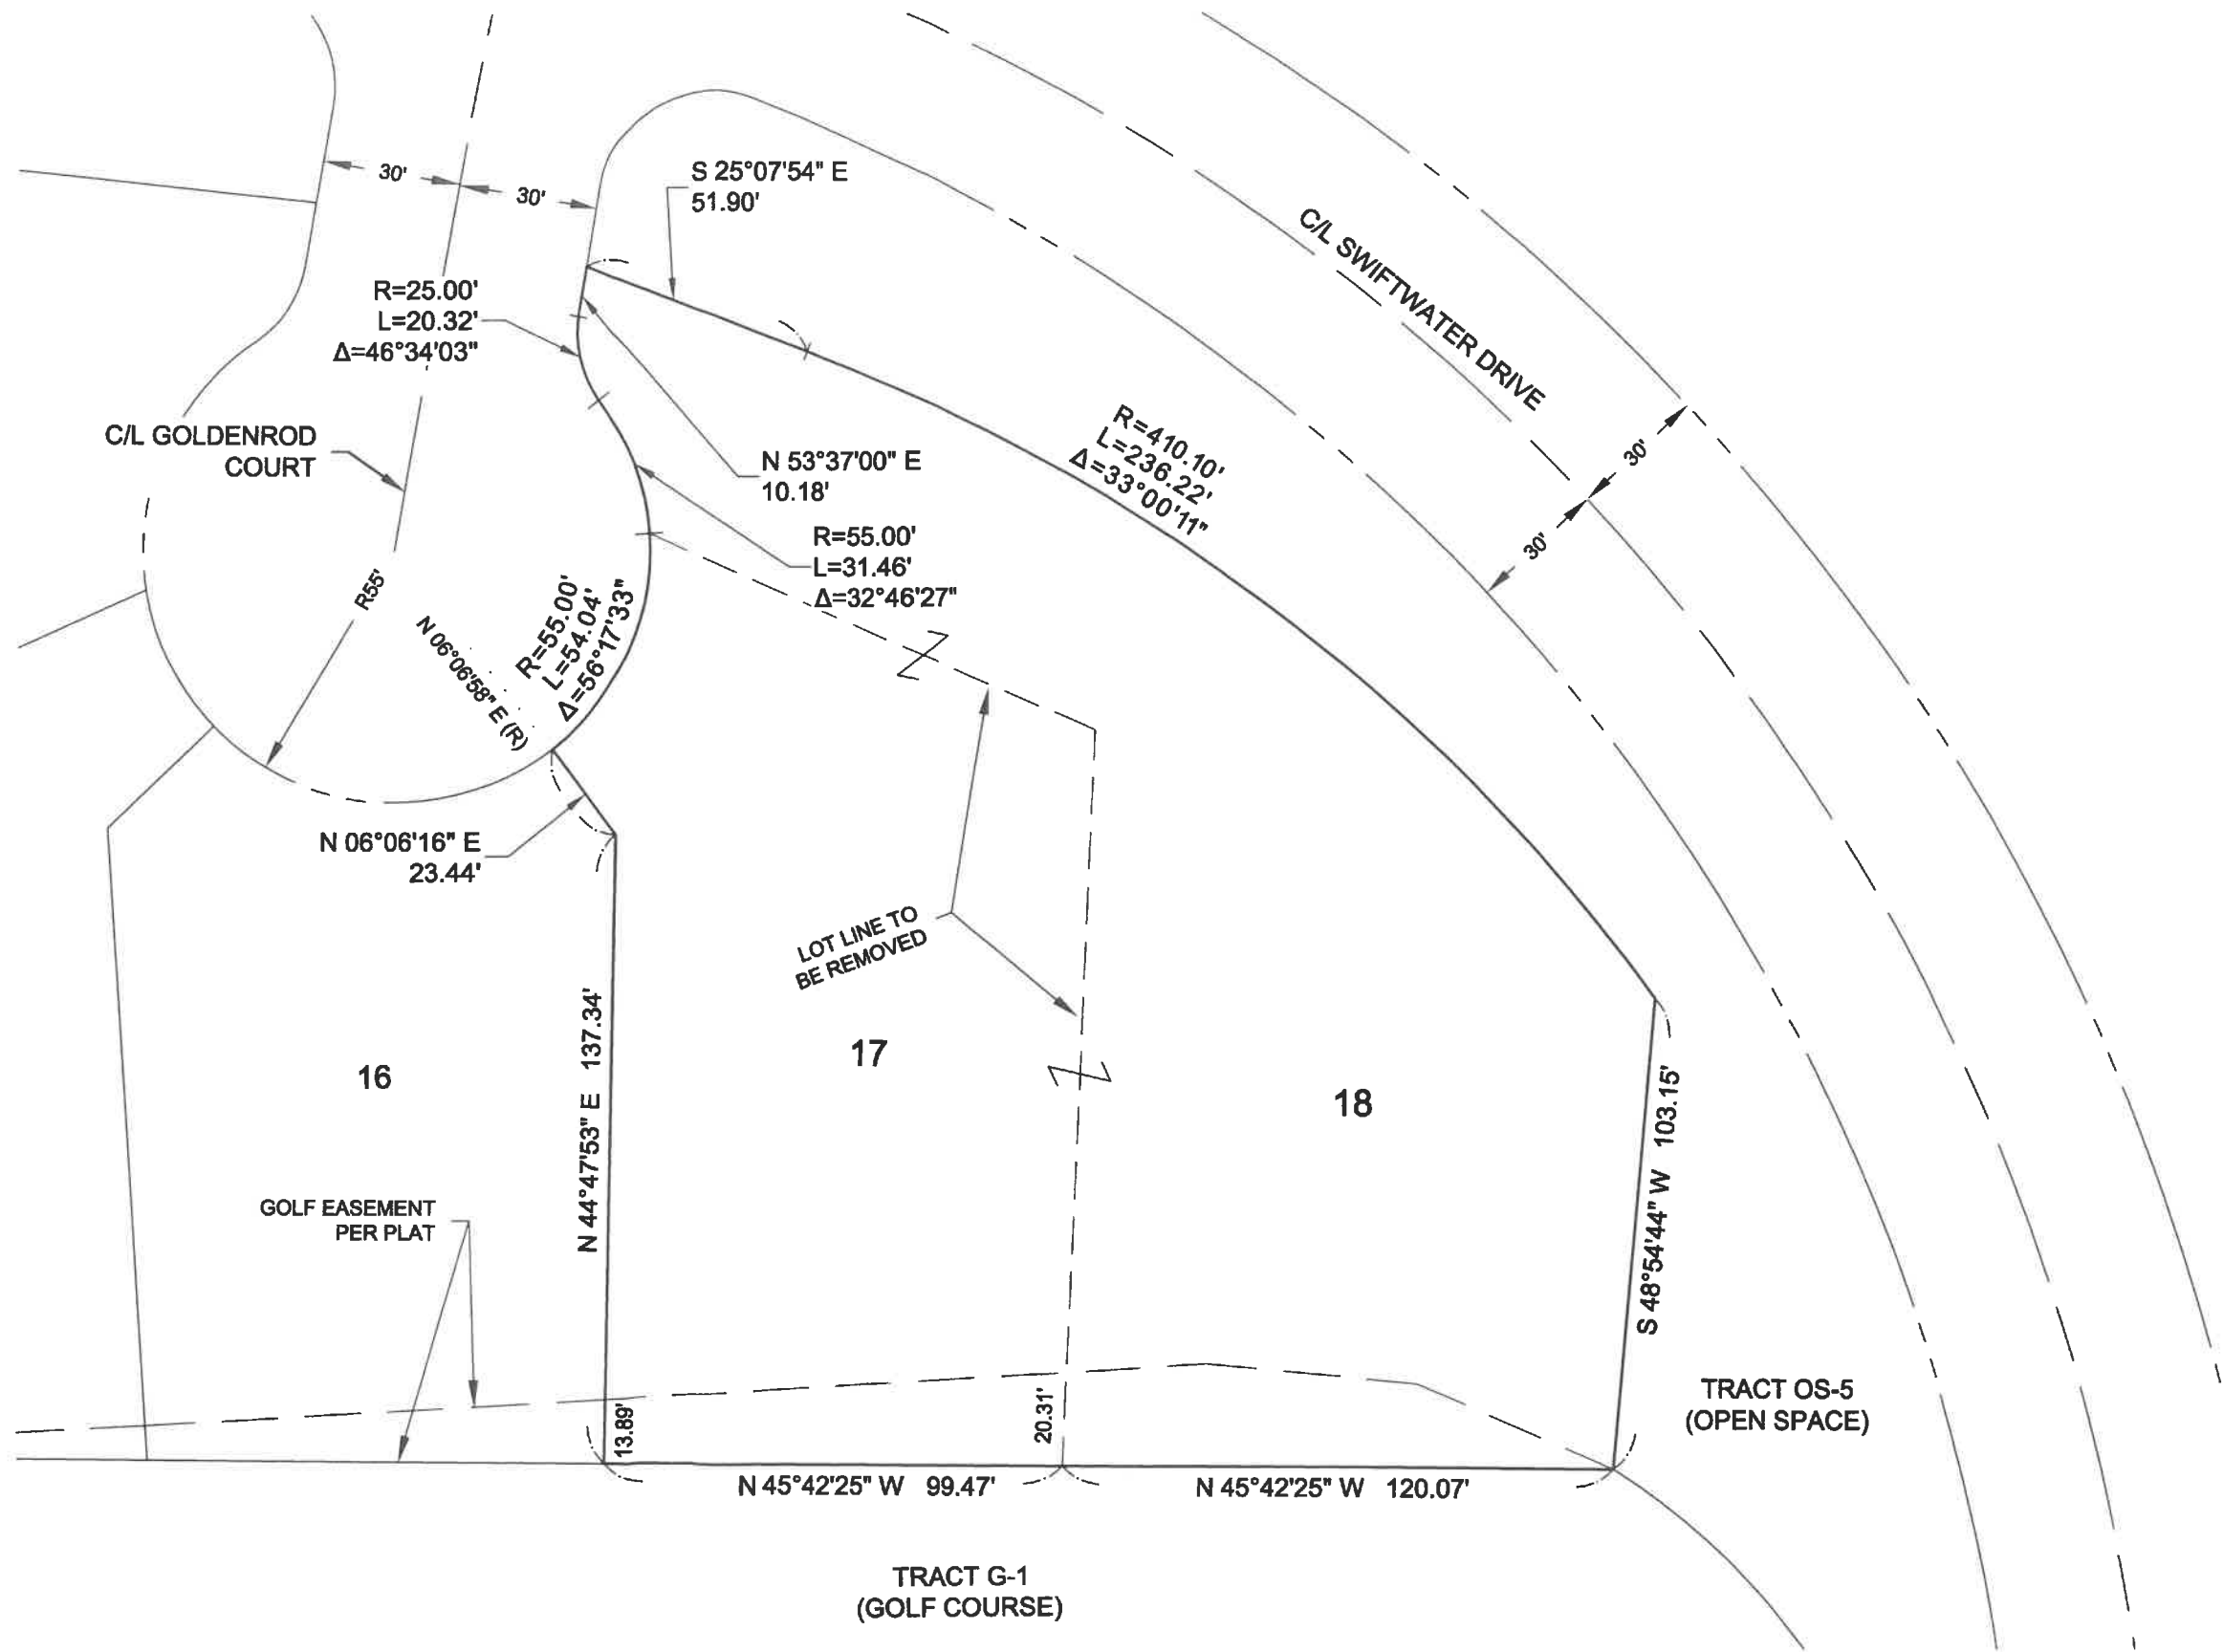 30'
30'
S 25°07'54" E
51.90'
R=25.00'
L=20.32'
Δ=46°34'03"
C/L SWIFTWATER DRIVE
C/L GOLDENROD
COURT
N 53°37'00" E
10.18'
R=410.10'
L=236.22'
Δ=33°00'11"
30'
30'
R=55.00'
L=31.46'
Δ=32°46'27"
R55'
R=55.00'
L=54.04'
Δ=56°17'33"
N 06°06'58" E (R)
N 06°06'16" E
23.44'
LOT LINE TO
BE REMOVED
16
17
18
N 44°47'53" E 137.34'
S 48°54'44" W 103.15'
GOLF EASEMENT
PER PLAT
13.89'
20.31'
TRACT OS-5
(OPEN SPACE)
N 45°42'25" W 99.47'
N 45°42'25" W 120.07'
TRACT G-1
(GOLF COURSE)